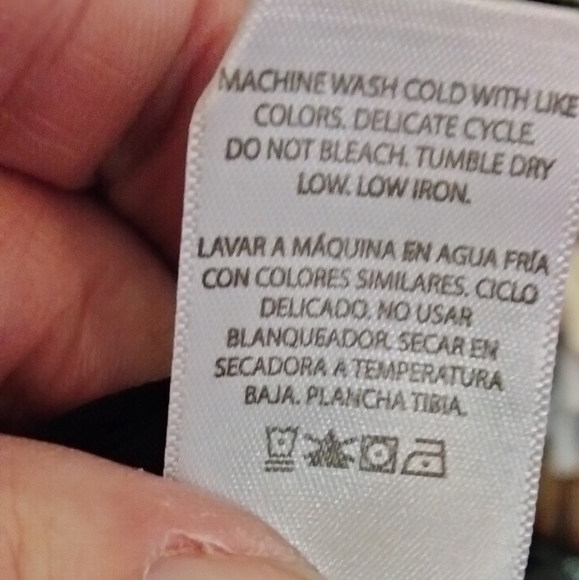 MACHINE WASH COLD WITH LIKE
COLORS. DELICATE CYCLE.
DO NOT BLEACH. TUMBLE DRY
LOW. LOW IRON.
LAVAR A MÁQUINA EN AGUA FRÍA
CON COLORES SIMILARES. CICLO
DELICADO. NO USAR
BLANQUEADOR. SECAR EN
SECADORA A TEMPERATURA
BAJA. PLANCHA TIBIA.